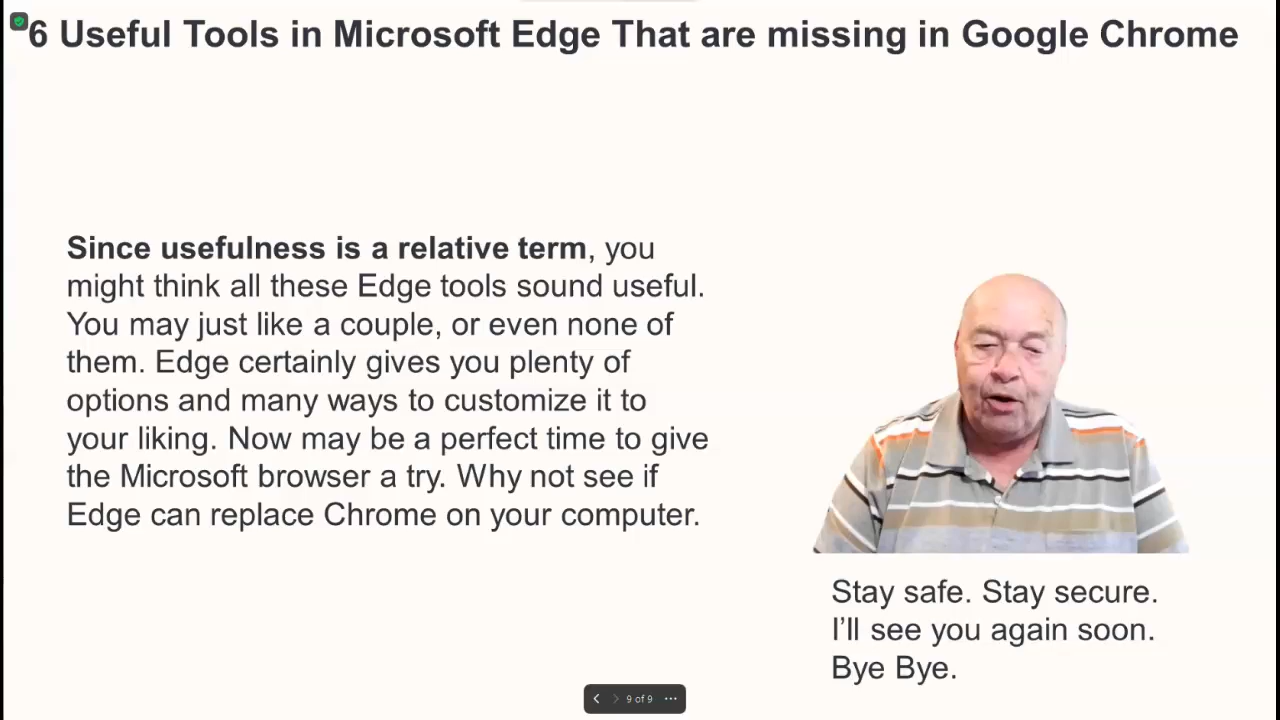 6 Useful Tools in Microsoft Edge That are missing in Google Chrome
Since usefulness is a relative term, you
might think all these Edge tools sound useful.
You may just like a couple, or even none of
them. Edge certainly gives you plenty of
options and many ways to customize it to
your liking. Now may be a perfect time to give
the Microsoft browser a try. Why not see if
Edge can replace Chrome on your computer.
Stay safe. Stay secure.
I’ll see you again soon.
Bye Bye.
9 of 9